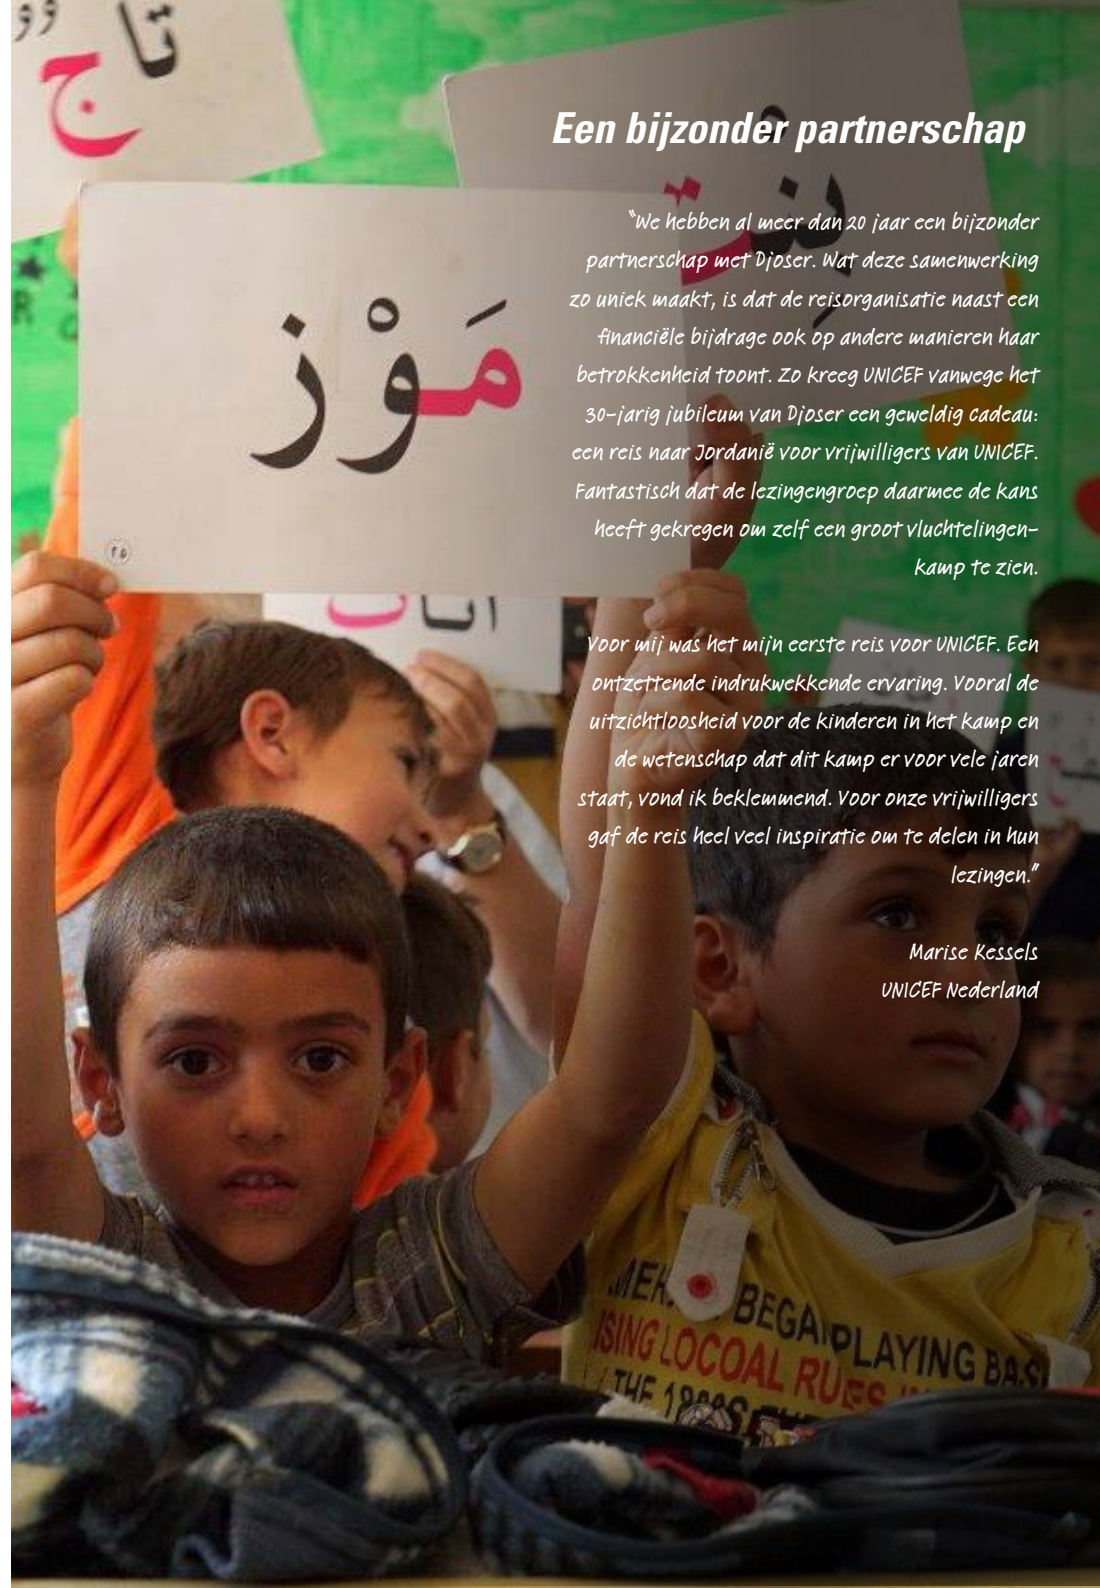 تاج
Een bijzonder partnerschap
بِنْت
"We hebben al meer dan 20 jaar een bijzonder
partnerschap met Djoser. Wat deze samenwerking
zo uniek maakt, is dat de reisorganisatie naast een
financiële bijdrage ook op andere manieren haar
betrokkenheid toont. Zo kreeg UNICEF vanwege het
30-jarig jubileum van Djoser een geweldig cadeau:
een reis naar Jordanië voor vrijwilligers van UNICEF.
Fantastisch dat de lezingengroep daarmee de kans
heeft gekregen om zelf een groot vluchtelingen-
kamp te zien.
مَوْز
٢٥
Voor mij was het mijn eerste reis voor UNICEF. Een
ontzettende indrukwekkende ervaring. Vooral de
uitzichtloosheid voor de kinderen in het kamp en
de wetenschap dat dit kamp er voor vele jaren
staat, vond ik beklemmend. Voor onze vrijwilligers
gaf de reis heel veel inspiratie om te delen in hun
lezingen."
Marise Kessels
UNICEF Nederland
BEGAN PLAYING BAS
LOCOAL RULES
THE